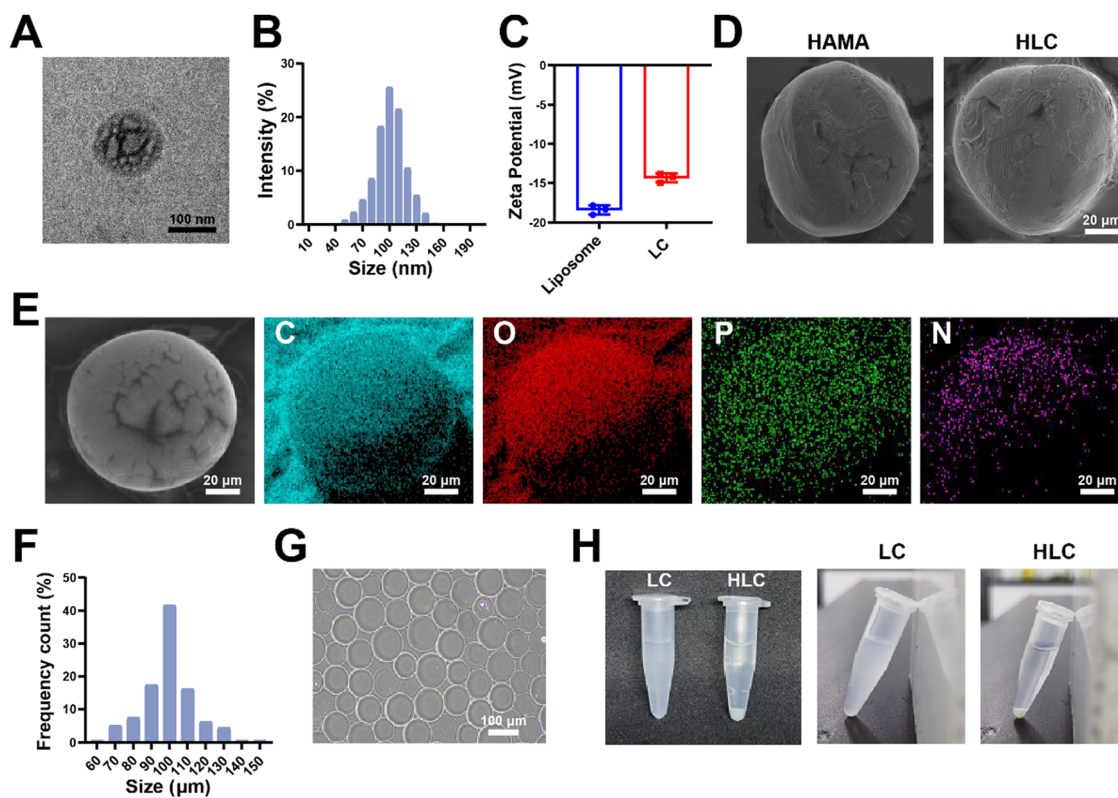 A
100 nm
B
Intensity (%)
30
20
10
0
10 40 70 100 130 160 190
Size (nm)
C
Zeta Potential (mV)
0
-5
-10
-15
-20
Liposome
LC
D
HAMA
HLC
20 μm
E
20 μm
C
20 μm
O
20 μm
P
20 μm
N
20 μm
F
Frequency count (%)
50
40
30
20
10
0
60 70 80 90 100 110 120 130 140 150
Size (μm)
G
100 μm
H
LC
HLC
LC
HLC